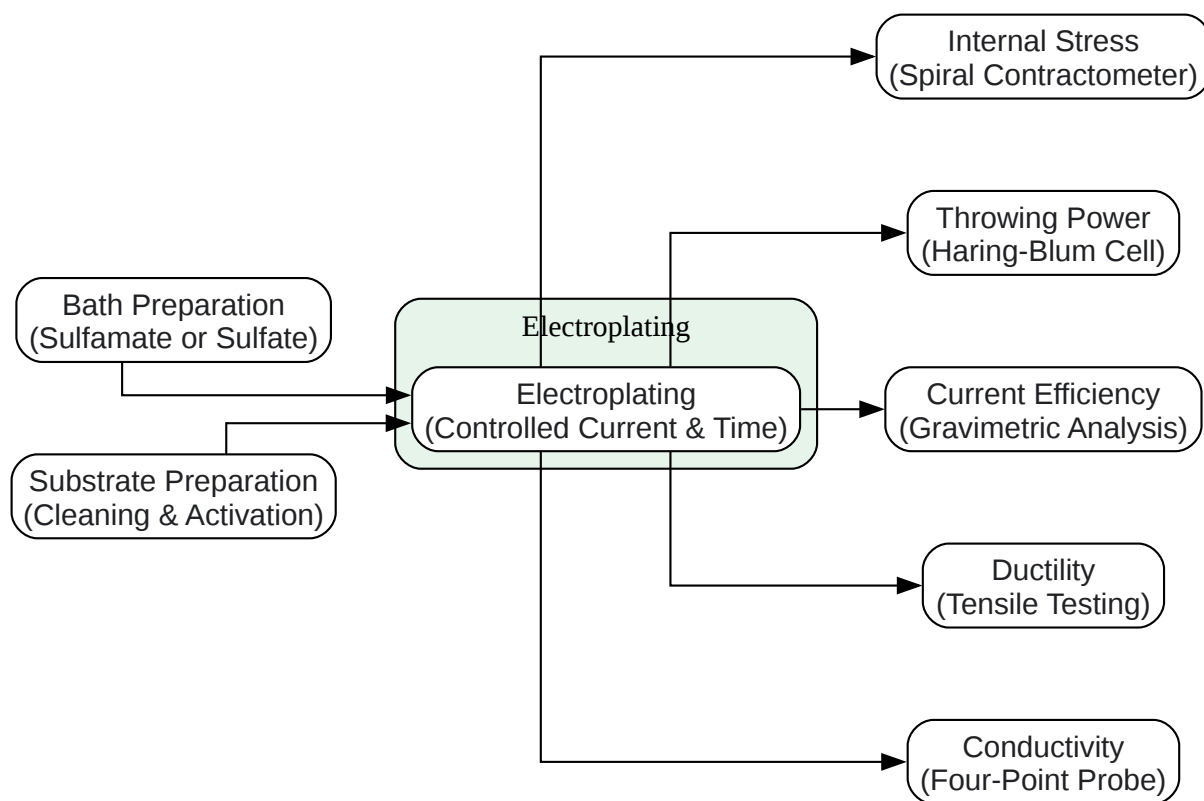 Internal Stress
(Spiral Contractometer)
Throwing Power
(Haring-Blum Cell)
Bath Preparation
(Sulfamate or Sulfate)
Electroplating
Electroplating
(Controlled Current & Time)
Current Efficiency
(Gravimetric Analysis)
Substrate Preparation
(Cleaning & Activation)
Ductility
(Tensile Testing)
Conductivity
(Four-Point Probe)